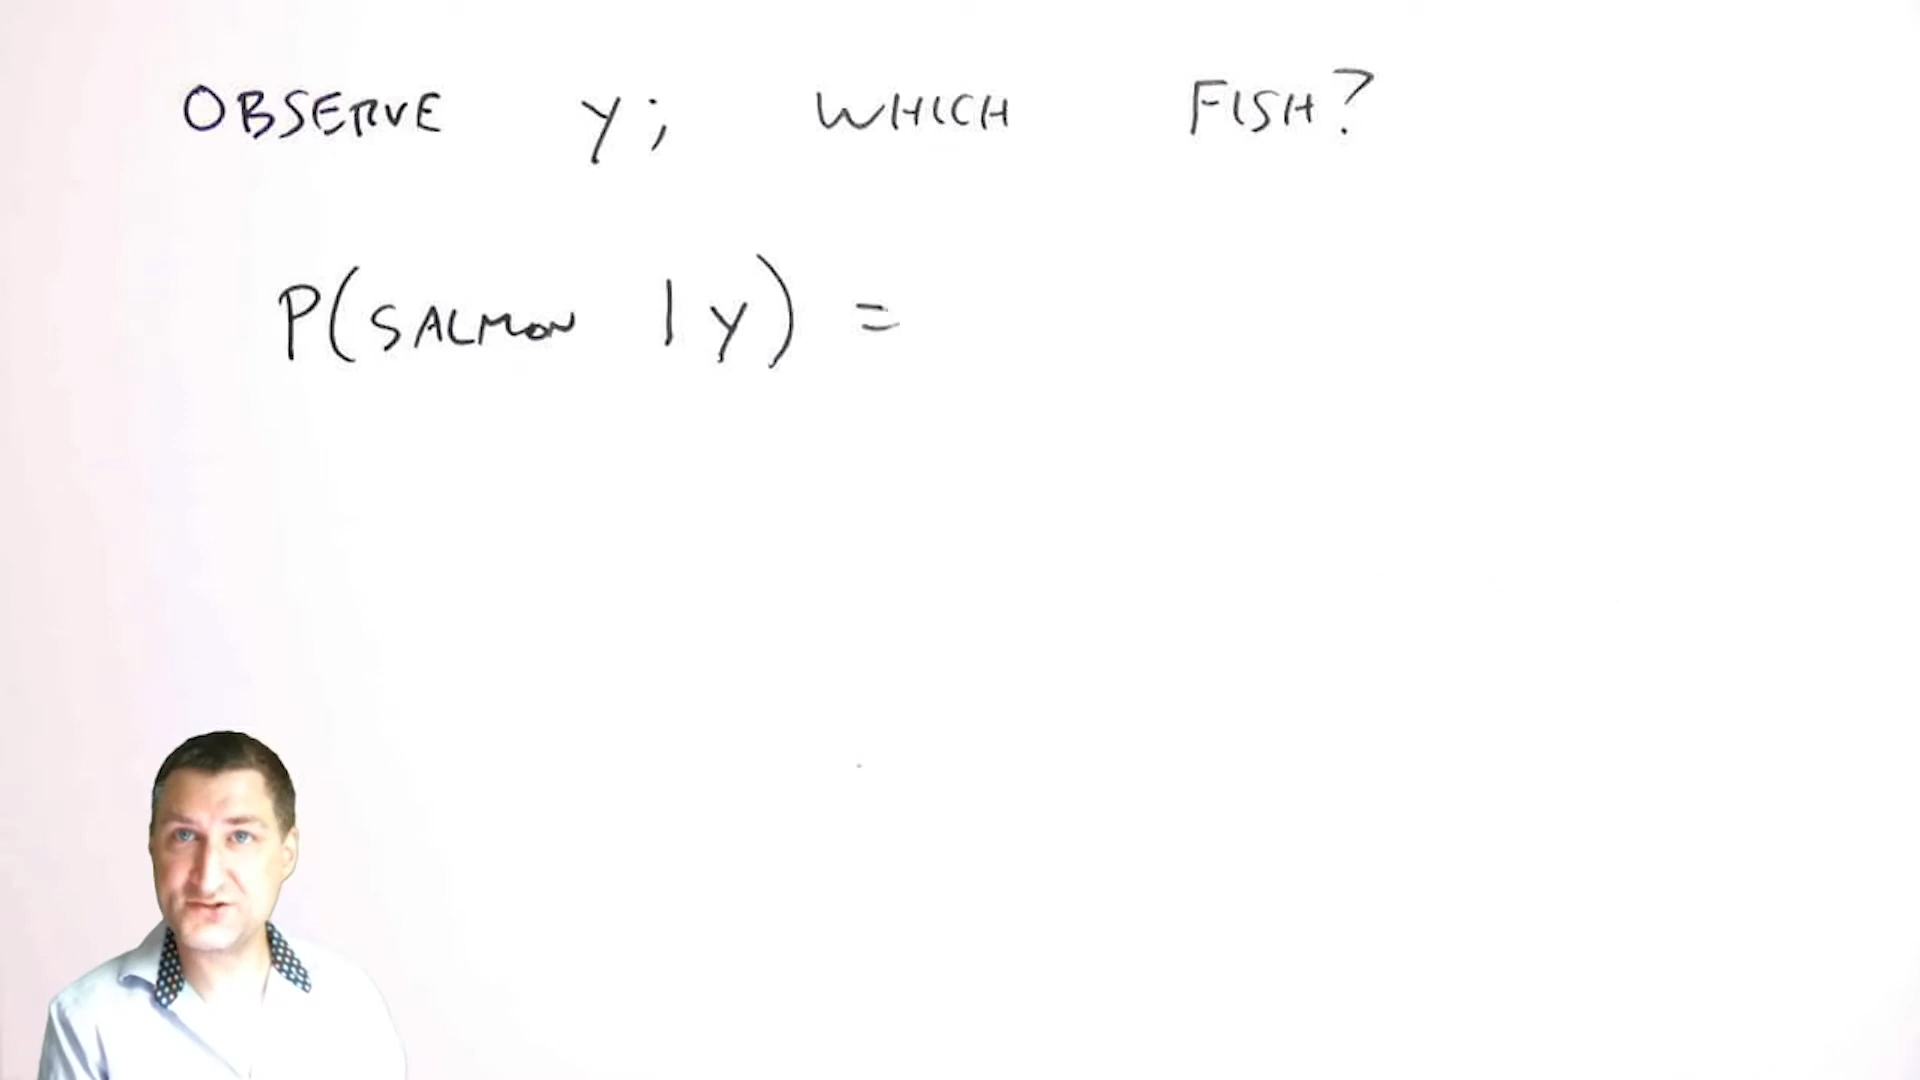 OBSERVE y; WHICH FISH?
P(SALMON | y) =